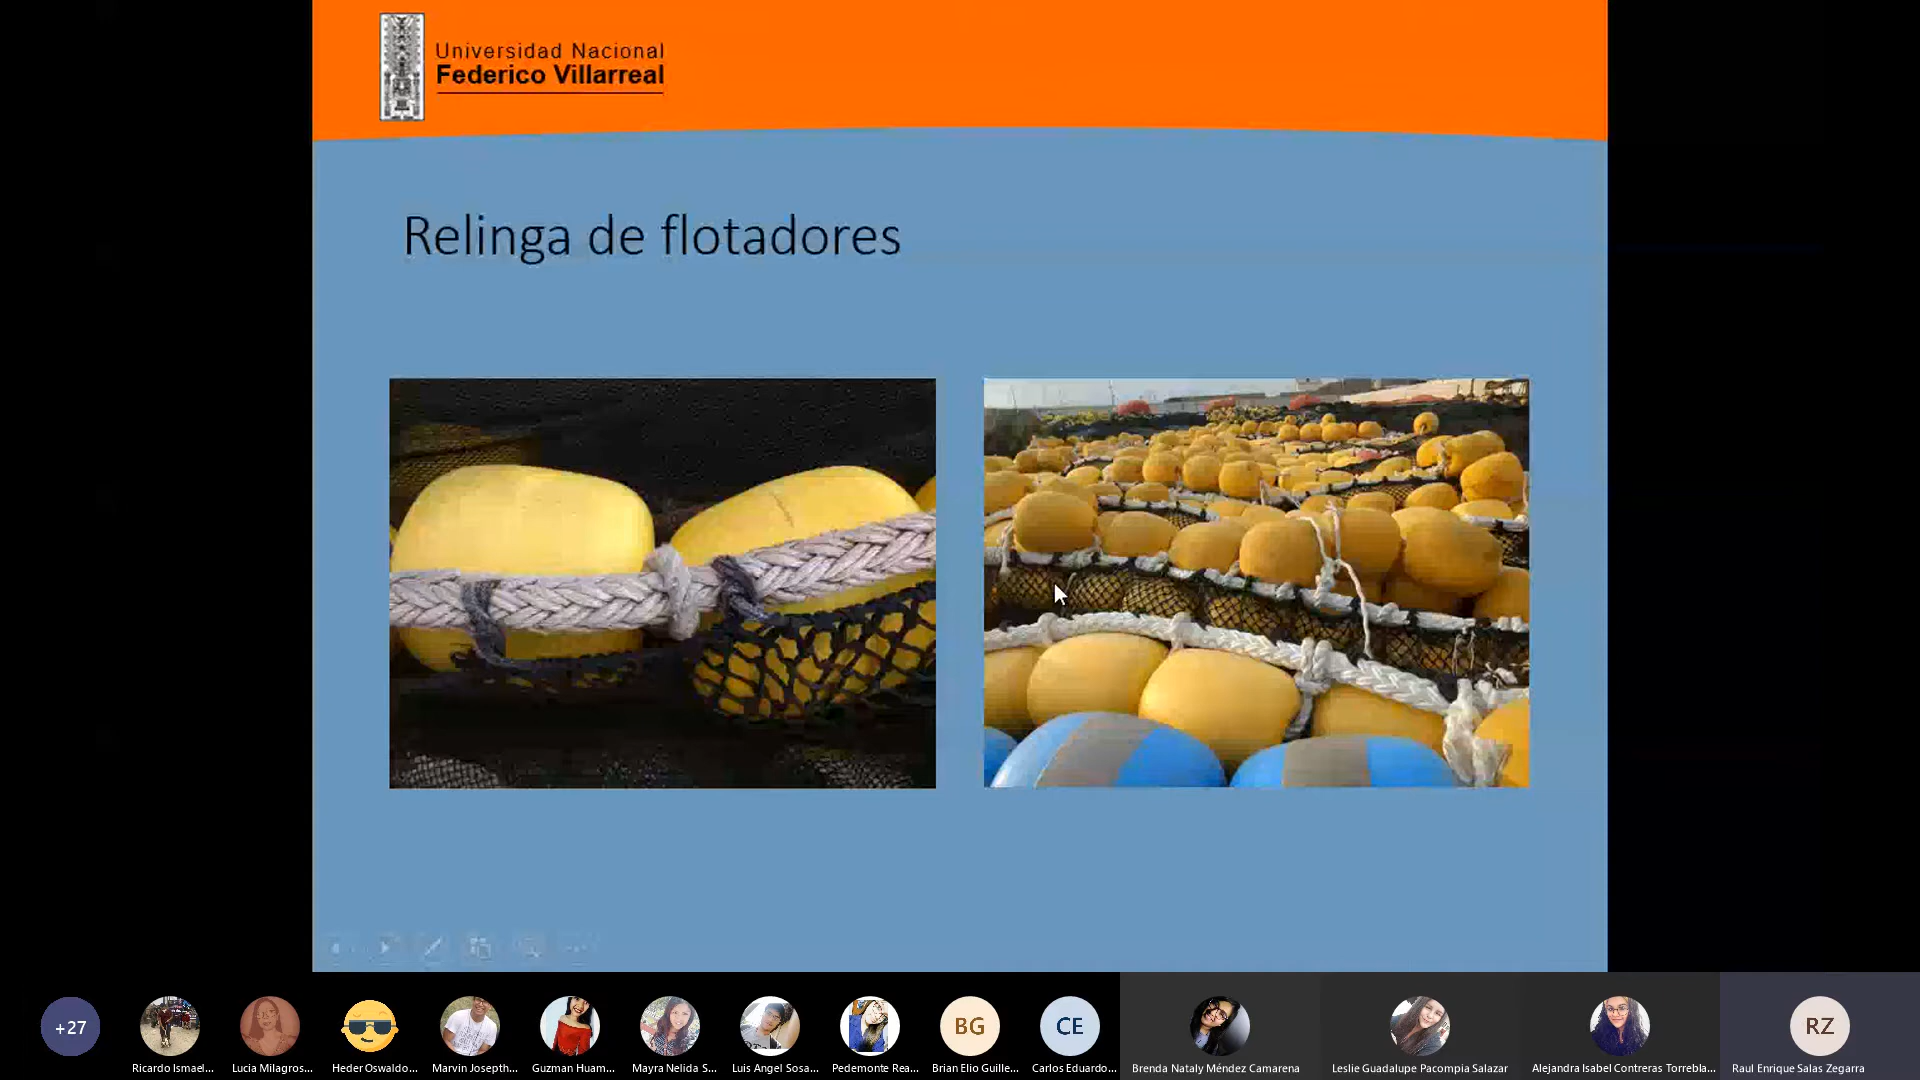 Universidad Nacional
Federico Villarreal
Relinga de flotadores
+27
Ricardo Ismael...
Lucia Milagros...
Heder Oswaldo...
Marvin Josepth...
Guzman Huam...
Mayra Nelida S...
Luis Angel Sosa...
Pedemonte Rea...
BG
Brian Elio Guille...
CE
Carlos Eduardo...
Brenda Nataly Méndez Camarena
Leslie Guadalupe Pacompia Salazar
Alejandra Isabel Contreras Torrebla...
RZ
Raul Enrique Salas Zegarra